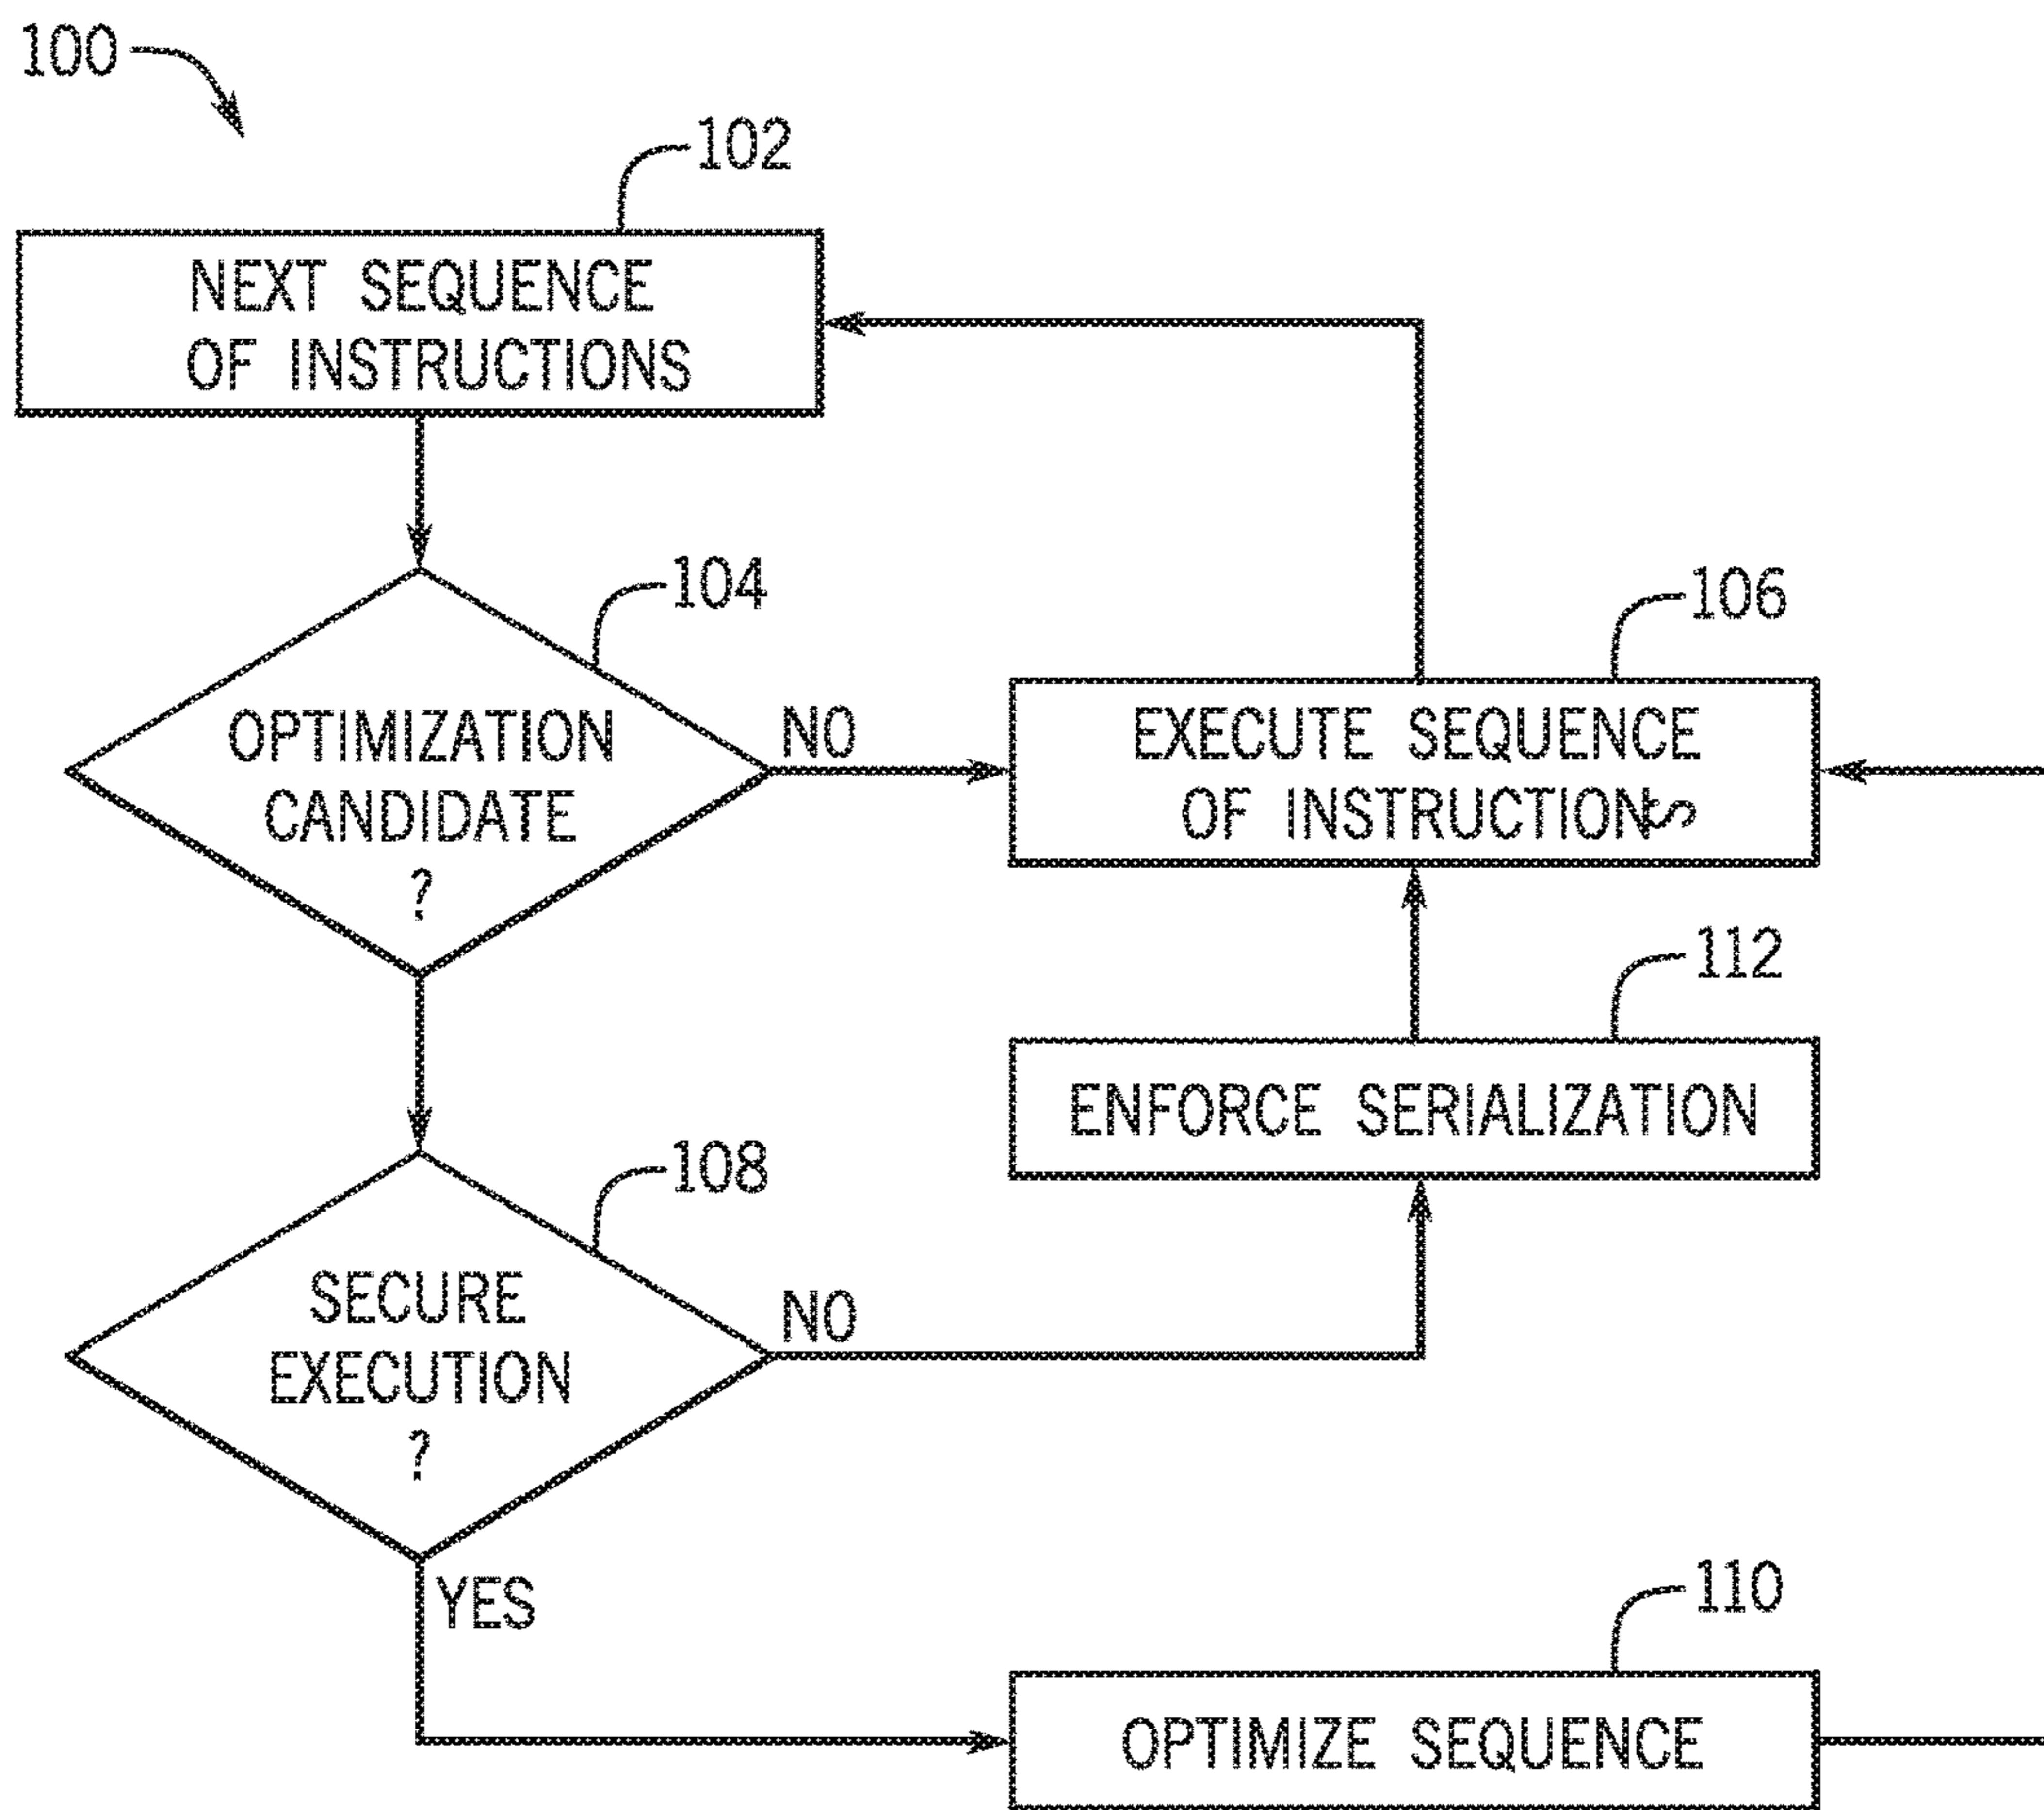 100
102
NEXT SEQUENCE
OF INSTRUCTIONS
104
OPTIMIZATION
CANDIDATE
?
NO
106
EXECUTE SEQUENCE
OF INSTRUCTIONS
112
ENFORCE SERIALIZATION
108
SECURE
EXECUTION
?
NO
YES
110
OPTIMIZE SEQUENCE